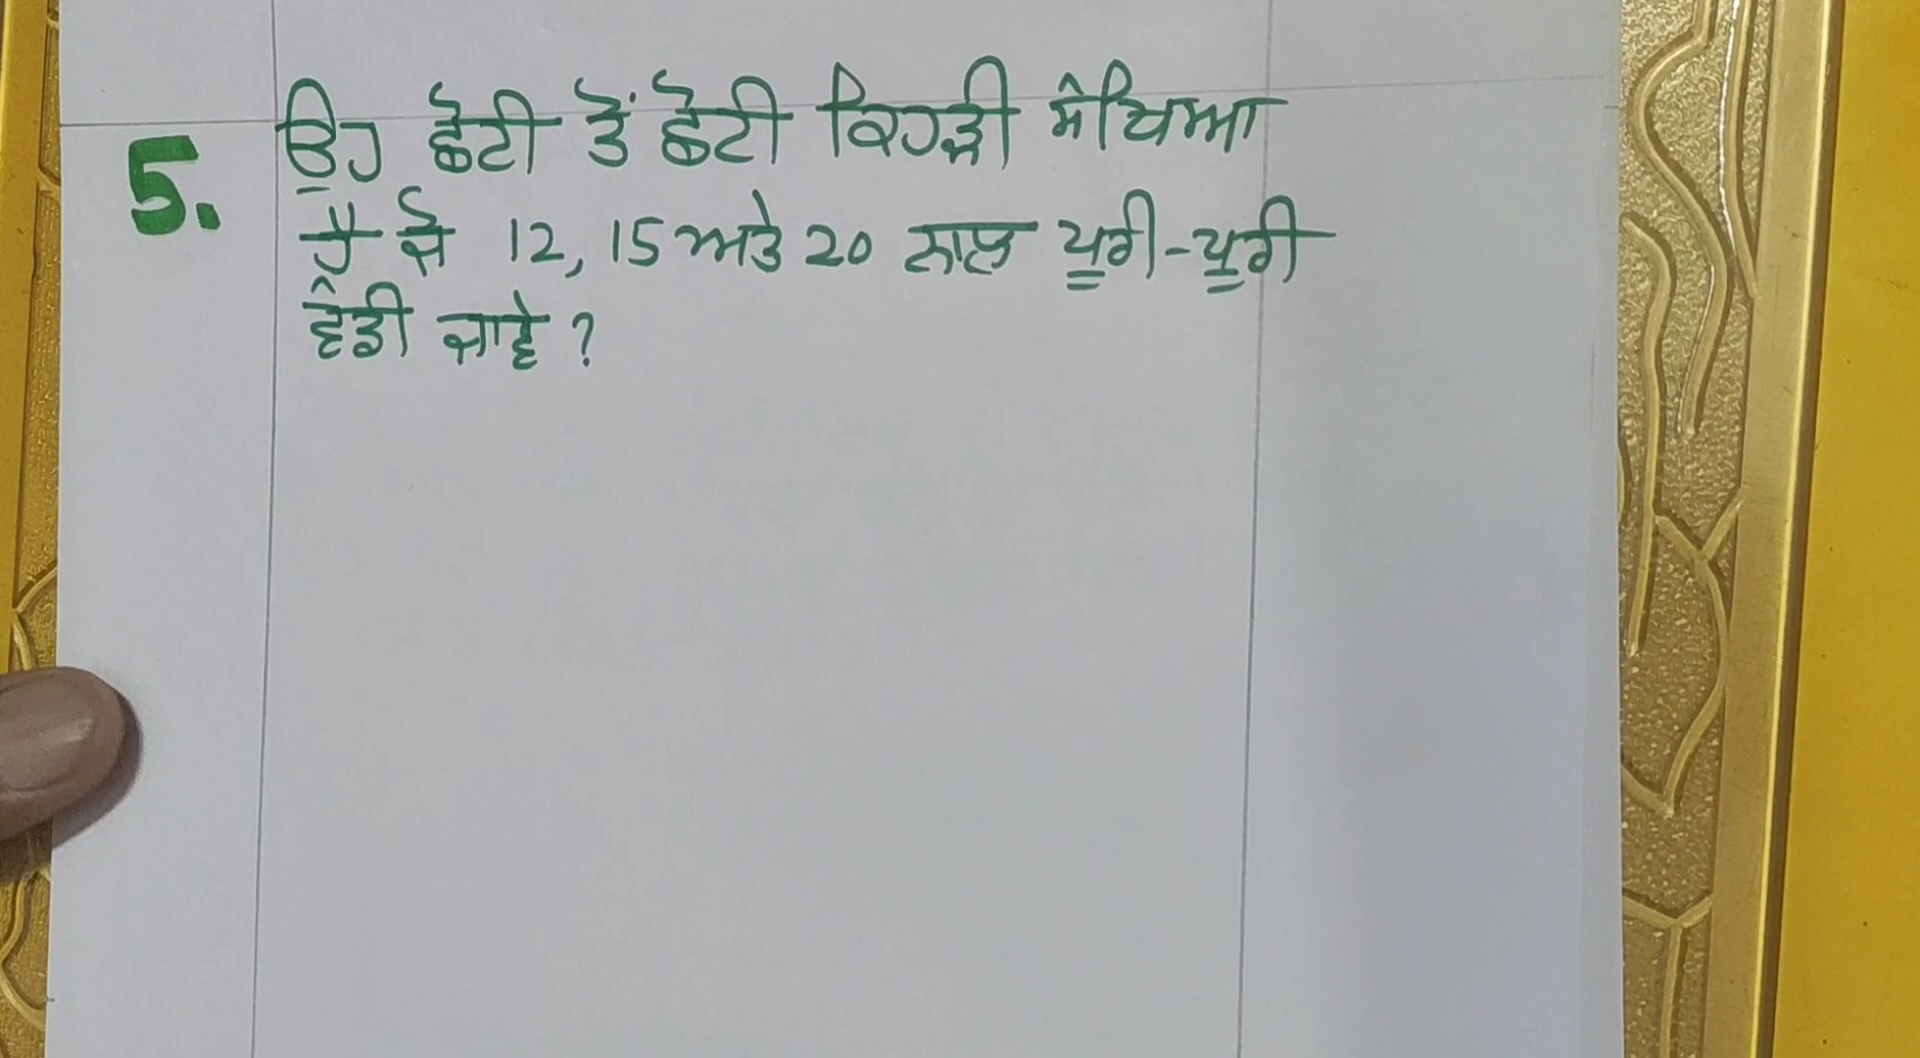 5. ਉਹ ਛੋਟੀ ਤੋਂ ਛੋਟੀ ਕਿਹੜੀ ਸੰਖਿਆ
ਹੈ ਜੋ 12, 15 ਅਤੇ 20 ਨਾਲ ਪੂਰੀ-ਪੂਰੀ
ਵੰਡੀ ਜਾਵੇ ?